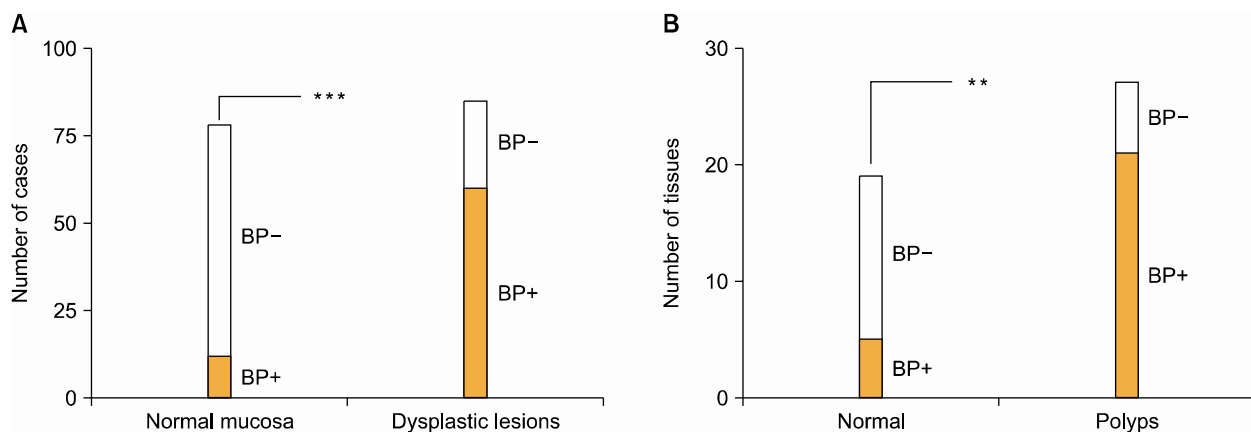 A
Number of cases
100
75
50
25
0
***
BP−
BP+
BP−
BP+
Normal mucosa
Dysplastic lesions
B
Number of tissues
30
20
10
0
**
BP−
BP+
BP−
BP+
Normal
Polyps